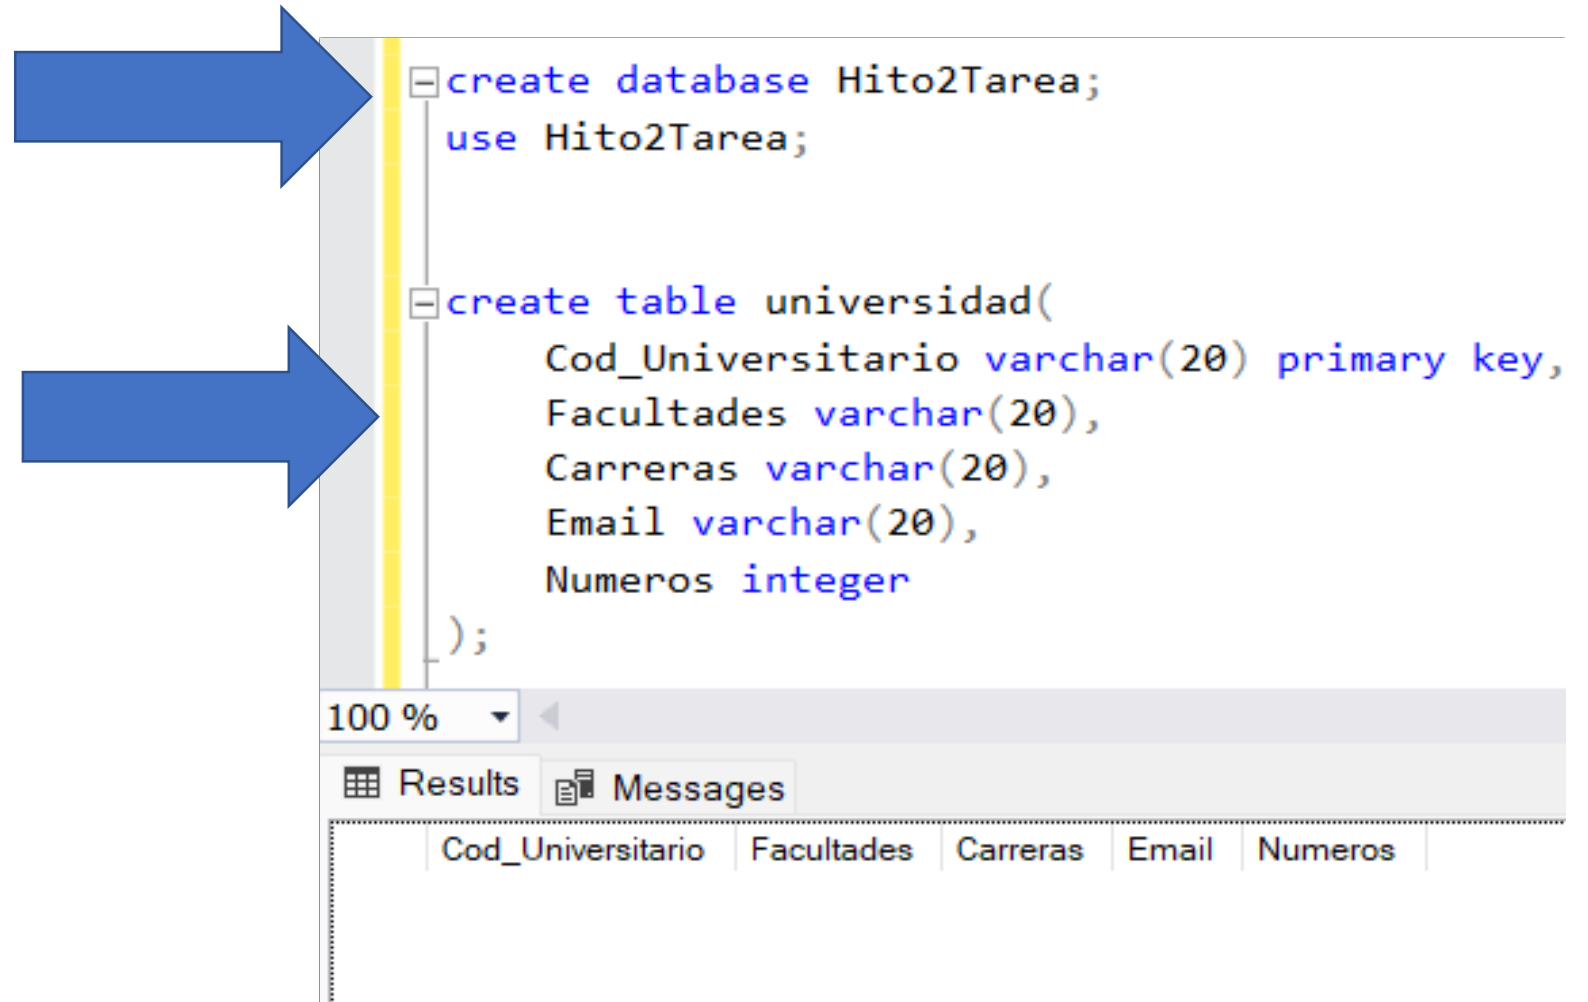 create database Hito2Tarea;
use Hito2Tarea;
create table universidad(
Cod_Universitario varchar(20) primary key,
Facultades varchar(20),
Carreras varchar(20),
Email varchar(20),
Numeros integer
);
100 %
Results Messages
Cod_Universitario Facultades Carreras Email Numeros